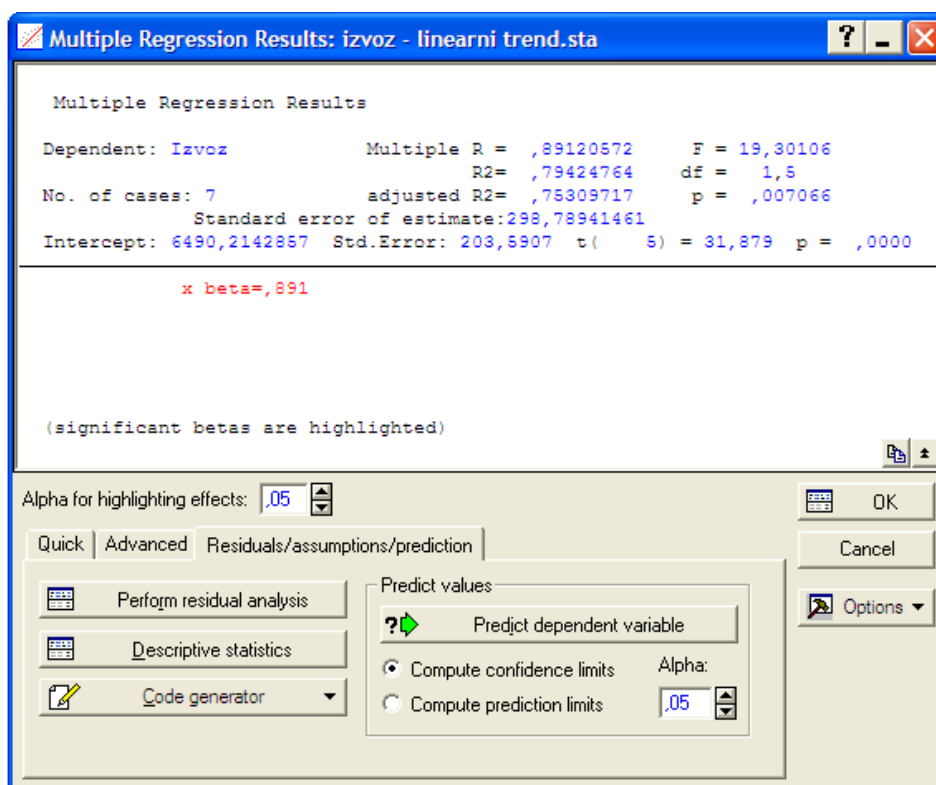 Multiple Regression Results: izvoz - linearni trend.sta
Multiple Regression Results
Dependent: Izvoz Multiple R = ,89120572 F = 19,30106
R2= ,79424764 df = 1,5
No. of cases: 7 adjusted R2= ,75309717 p = ,007066
Standard error of estimate:298,78941461
Intercept: 6490,2142857 Std.Error: 203,5907 t( 5) = 31,879 p = ,0000
x beta=,891
(significant betas are highlighted)
Alpha for highlighting effects: ,05
OK
Quick Advanced Residuals/assumptions/prediction
Cancel
Perform residual analysis
Predict values
Predict dependent variable
Options
Descriptive statistics
Compute confidence limits Alpha:
Code generator
Compute prediction limits ,05